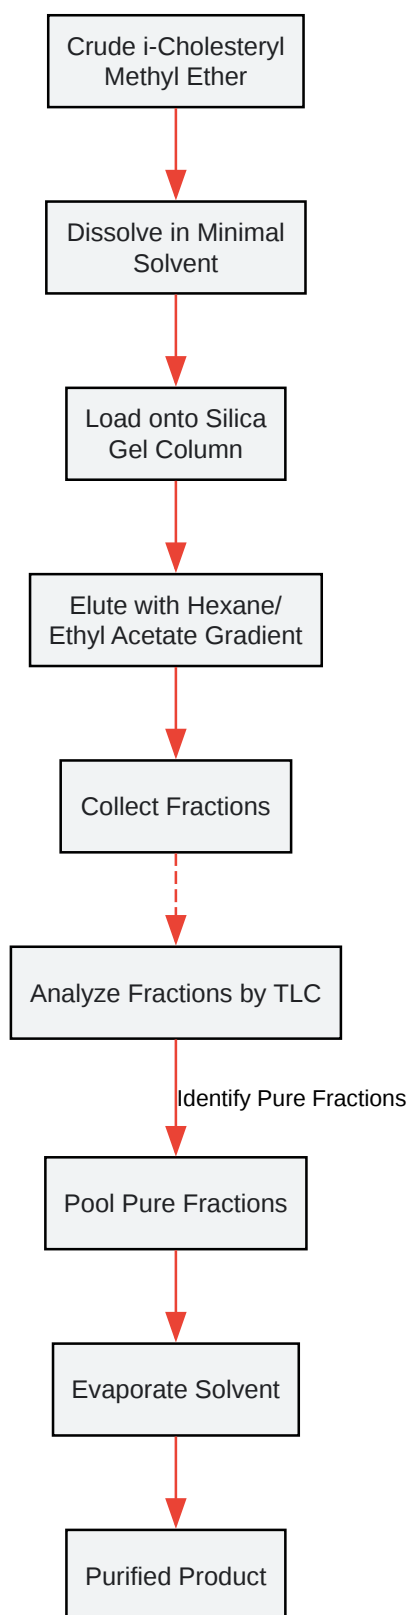 Crude i-Cholesteryl
Methyl Ether
Dissolve in Minimal
Solvent
Load onto Silica
Gel Column
Elute with Hexane/
Ethyl Acetate Gradient
Collect Fractions
Analyze Fractions by TLC
Identify Pure Fractions
Pool Pure Fractions
Evaporate Solvent
Purified Product